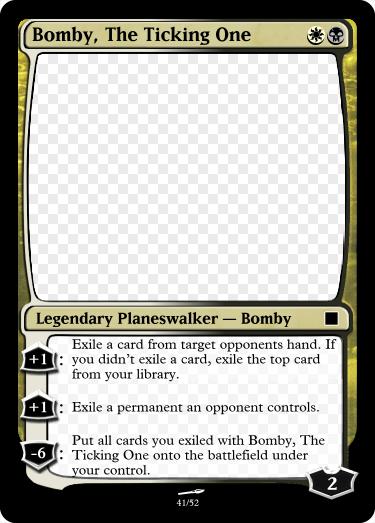 Bomby, The Ticking One
Legendary Planeswalker — Bomby
+1: Exile a card from target opponents hand. If
you didn't exile a card, exile the top card
from your library.
+1: Exile a permanent an opponent controls.
-6: Put all cards you exiled with Bomby, The
Ticking One onto the battlefield under
your control.
2
41/52